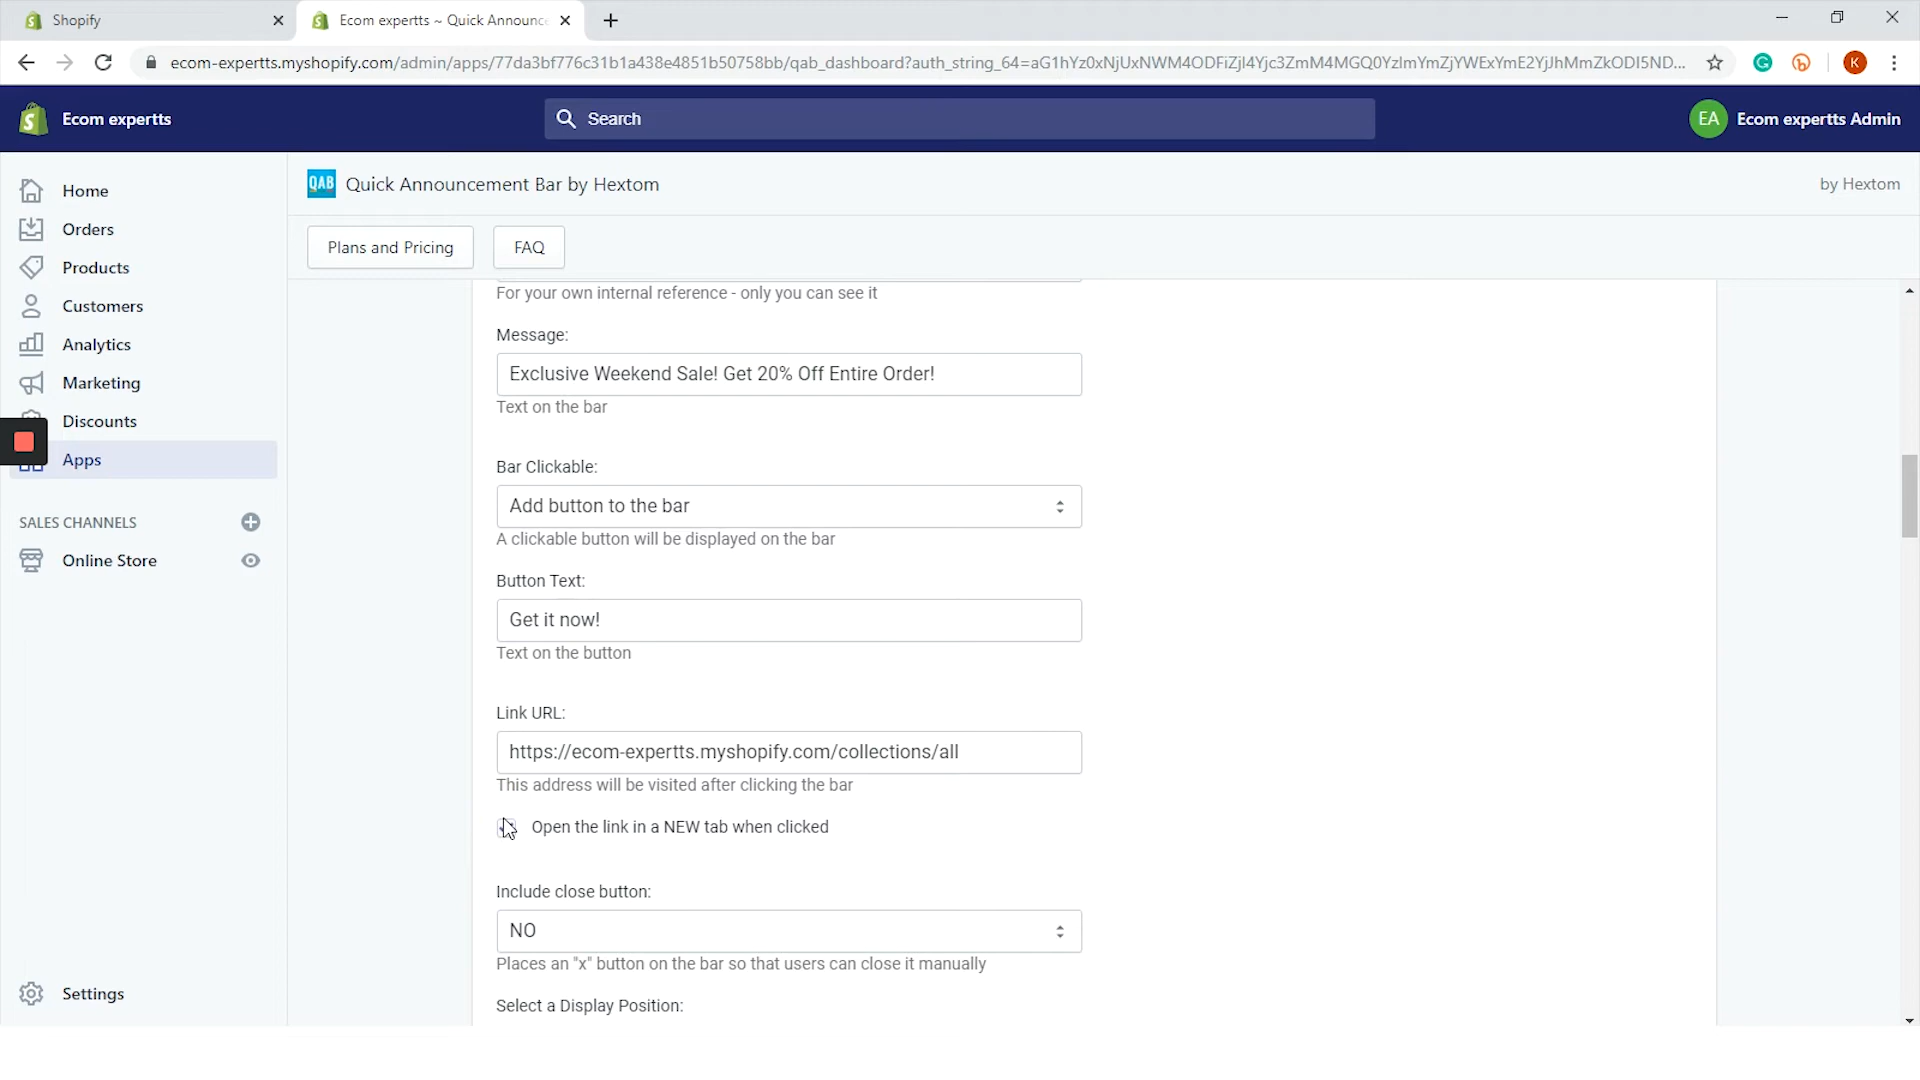 Shopify
Ecom expertts ~ Quick Announce
ecom-expertts.myshopify.com/admin/apps/77da3bf776c31b1a438e4851b50758bb/qab_dashboard?auth_string_64=aG1hYz0xNjUxNWM4ODFiZjI4Yjc3ZmM4MGQ0YzImYmZjYWExYmE2YjJhMmZkODI5ND...
K
Ecom expertts
Search
EA Ecom expertts Admin
QAB Quick Announcement Bar by Hextom
by Hextom
Plans and Pricing
FAQ
Home
Orders
Products
Customers
Analytics
Marketing
Discounts
Apps
SALES CHANNELS
Online Store
Settings
For your own internal reference - only you can see it
Message:
Exclusive Weekend Sale! Get 20% Off Entire Order!
Text on the bar
Bar Clickable:
Add button to the bar
A clickable button will be displayed on the bar
Button Text:
Get it now!
Text on the button
Link URL:
https://ecom-expertts.myshopify.com/collections/all
This address will be visited after clicking the bar
Open the link in a NEW tab when clicked
Include close button:
NO
Places an "x" button on the bar so that users can close it manually
Select a Display Position: